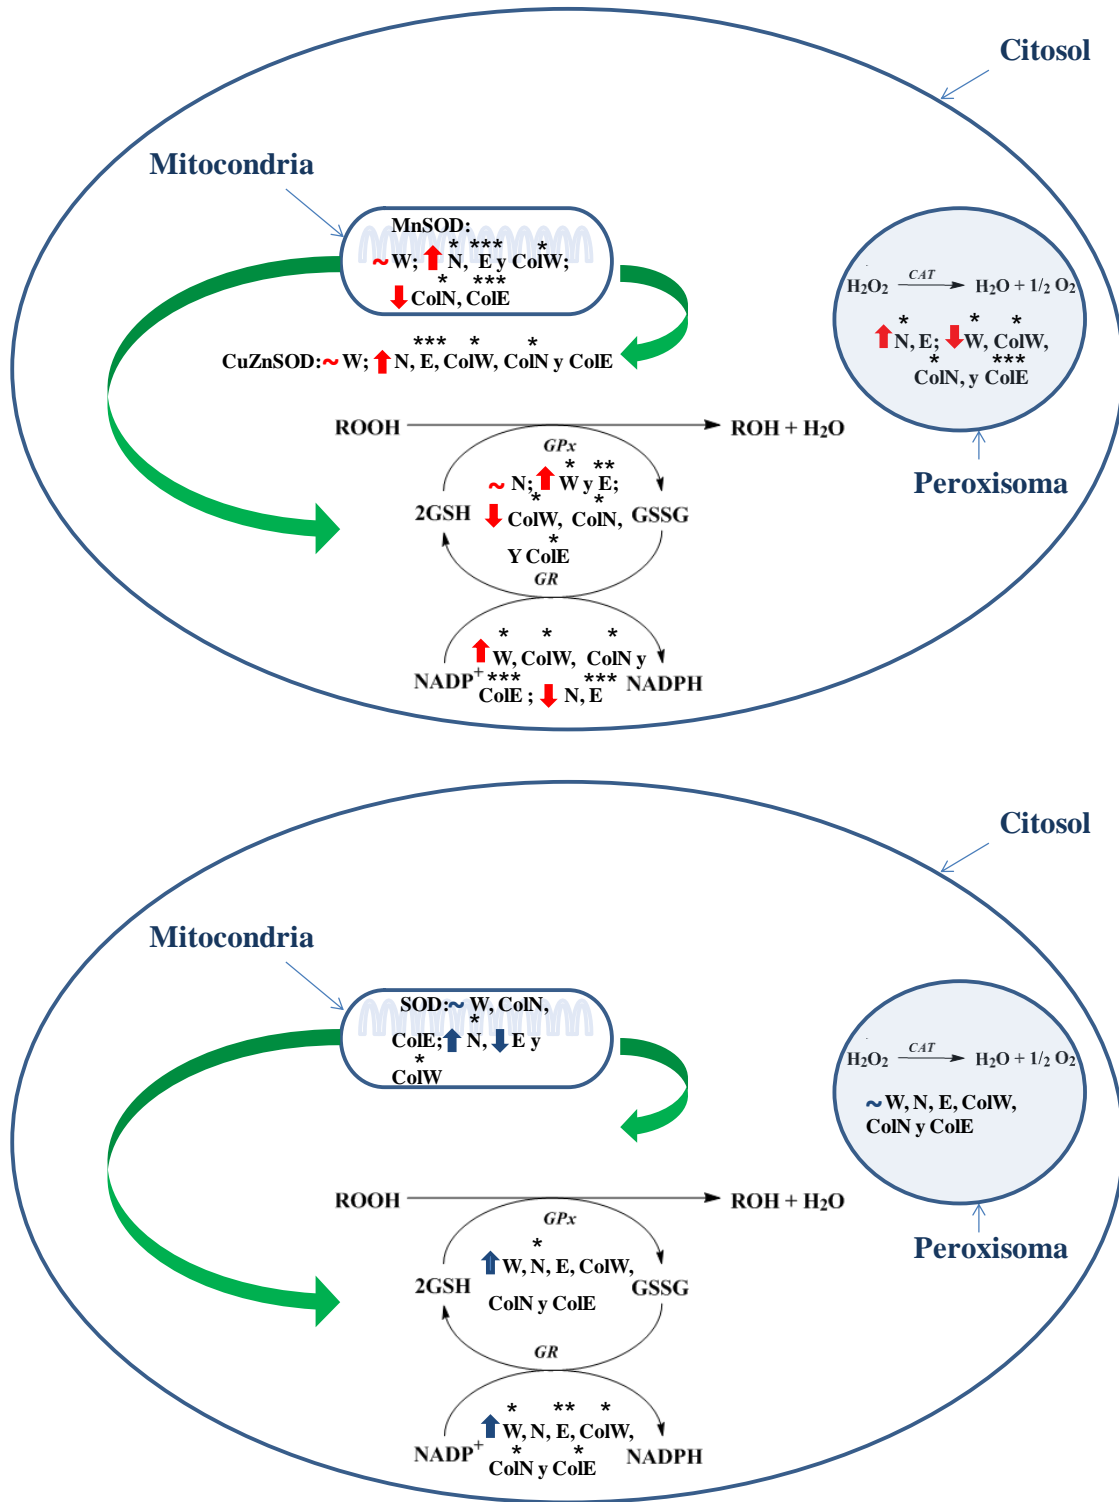 Citosol
Mitocondria
MnSOD:
* *** *
~ W; N, E y ColW;
* ***
ColN, ColE
*** * *
CuZnSOD:~ W; N, E, ColW, ColN y ColE
CAT
H2O2 H2O + 1/2 O2
* * *
N, E; W, ColW,
* ***
ColN, y ColE
Peroxisoma
ROOH ROH + H2O
GPx
* **
~ N; W y E;
* *
2GSH ColW, ColN, GSSG
*
Y ColE
GR
* * *
W, ColW, ColN y
*** ***
NADP+ ColE ; N, E NADPH
Citosol
Mitocondria
SOD:~ W, ColN,
*
ColE; N, E y
*
ColW
CAT
H2O2 H2O + 1/2 O2
~ W, N, E, ColW,
ColN y ColE
Peroxisoma
ROOH ROH + H2O
GPx
*
W, N, E, ColW,
2GSH GSSG
ColN y ColE
GR
* ** *
W, N, E, ColW,
* *
NADP+ ColN y ColE NADPH